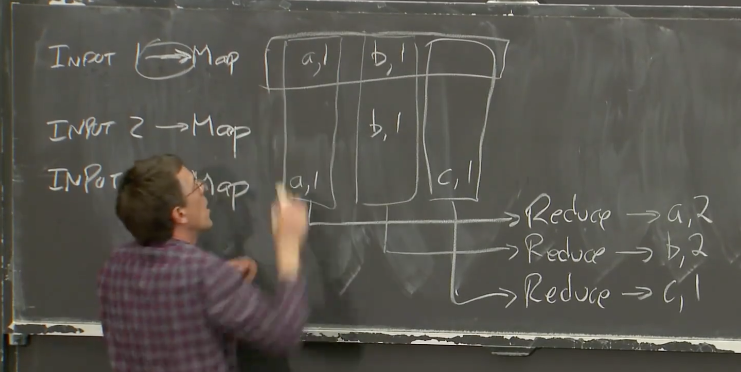 INPUT 1 → Map a,1 b,1
INPUT 2 → Map b,1
INPUT Map a,1 c,1
Reduce → a,2
Reduce → b,2
Reduce → c,1